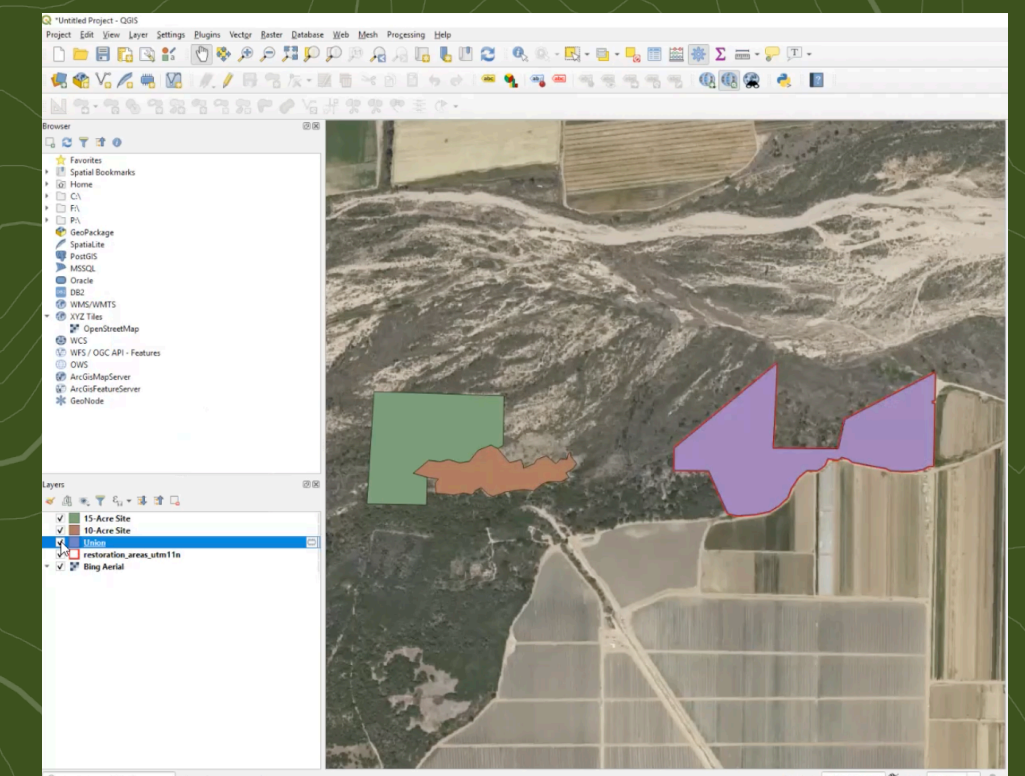 *Untitled Project - QGIS
Project Edit View Layer Settings Plugins Vector Raster Database Web Mesh Processing Help
Browser
Favorites
Spatial Bookmarks
Home
C:\
F:\
P:\
GeoPackage
SpatiaLite
PostGIS
MSSQL
Oracle
DB2
WMS/WMTS
XYZ Tiles
OpenStreetMap
WCS
WFS / OGC API - Features
OWS
ArcGisMapServer
ArcGisFeatureServer
GeoNode
Layers
15-Acre Site
10-Acre Site
Union
restoration_areas_utm11n
Bing Aerial